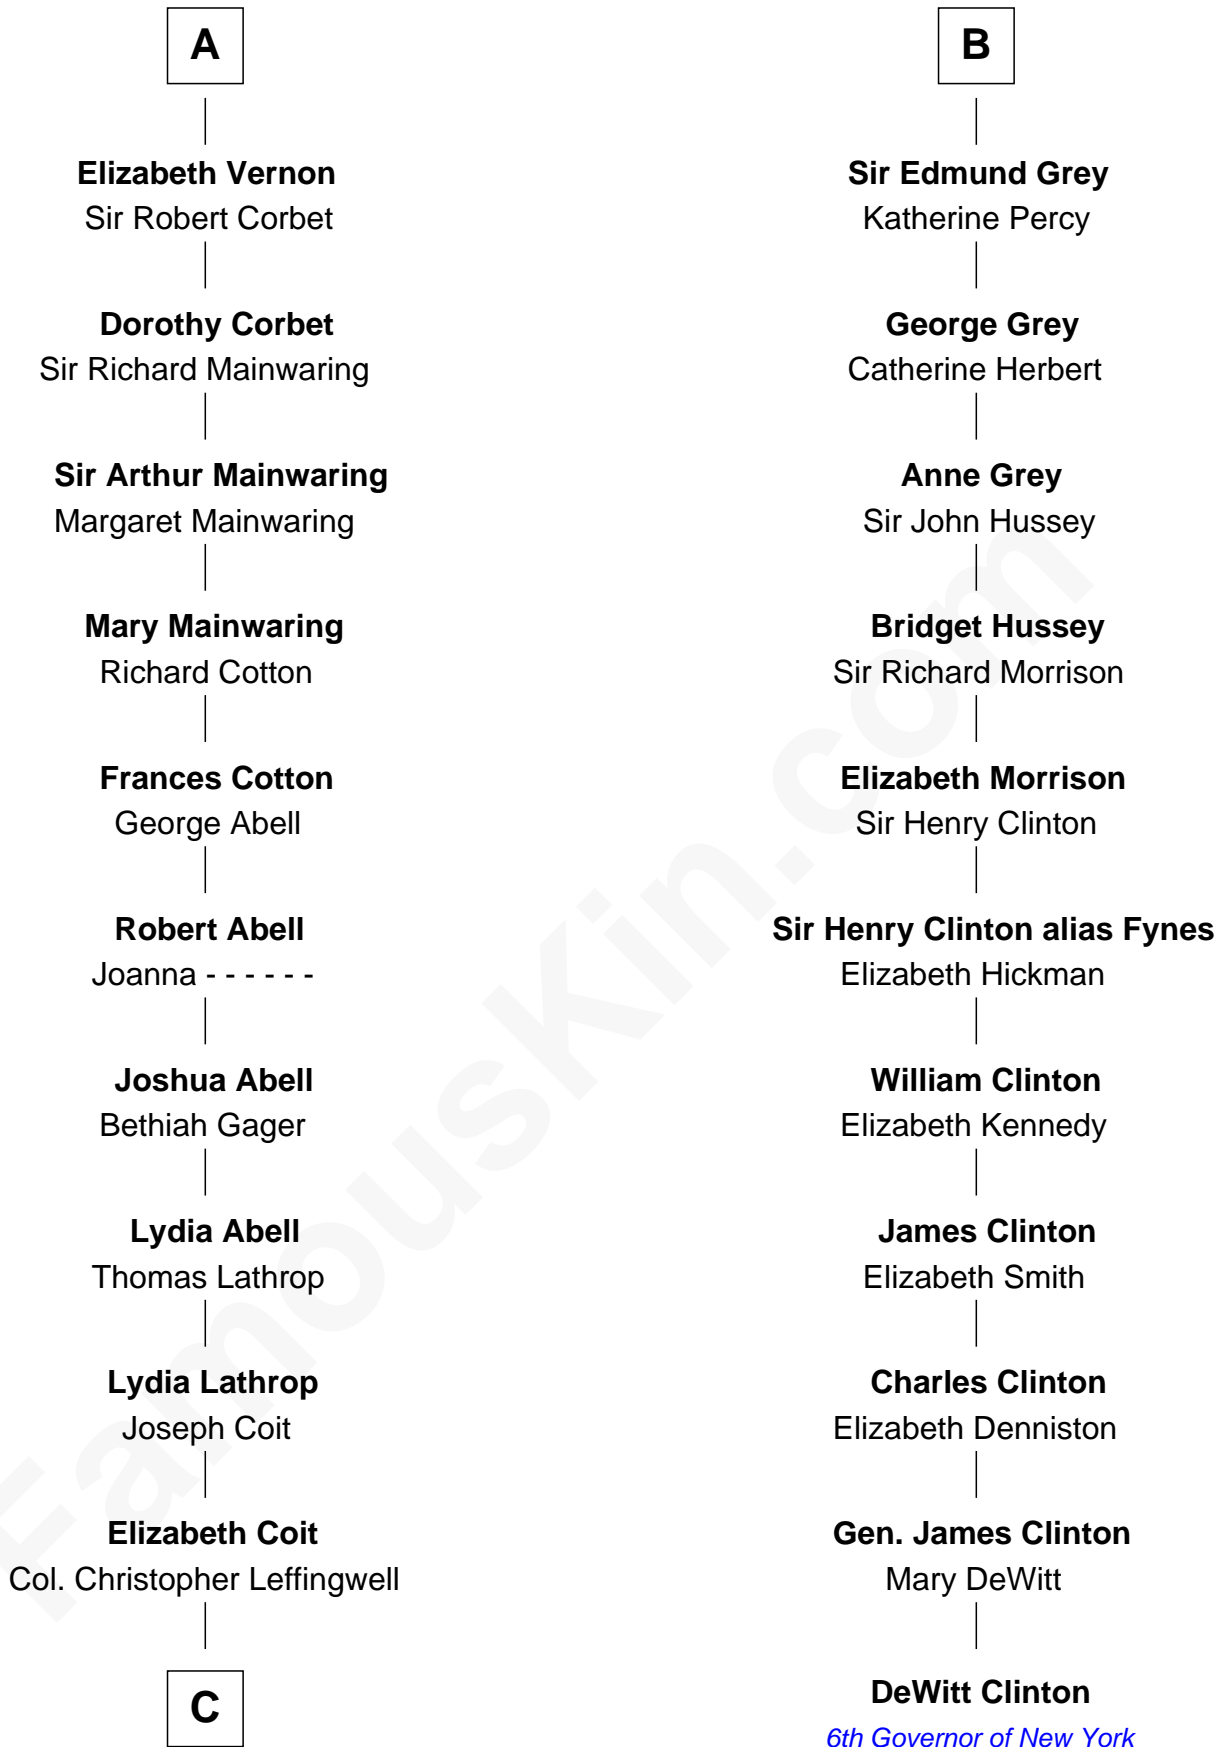 A
Elizabeth Vernon
Sir Robert Corbet
Dorothy Corbet
Sir Richard Mainwaring
Sir Arthur Mainwaring
Margaret Mainwaring
Mary Mainwaring
Richard Cotton
Frances Cotton
George Abell
Robert Abell
Joanna - - - - - -
Joshua Abell
Bethiah Gager
Lydia Abell
Thomas Lathrop
Lydia Lathrop
Joseph Coit
Elizabeth Coit
Col. Christopher Leffingwell
C
B
Sir Edmund Grey
Katherine Percy
George Grey
Catherine Herbert
Anne Grey
Sir John Hussey
Bridget Hussey
Sir Richard Morrison
Elizabeth Morrison
Sir Henry Clinton
Sir Henry Clinton alias Fynes
Elizabeth Hickman
William Clinton
Elizabeth Kennedy
James Clinton
Elizabeth Smith
Charles Clinton
Elizabeth Denniston
Gen. James Clinton
Mary DeWitt
DeWitt Clinton
6th Governor of New York
FamousKin.com